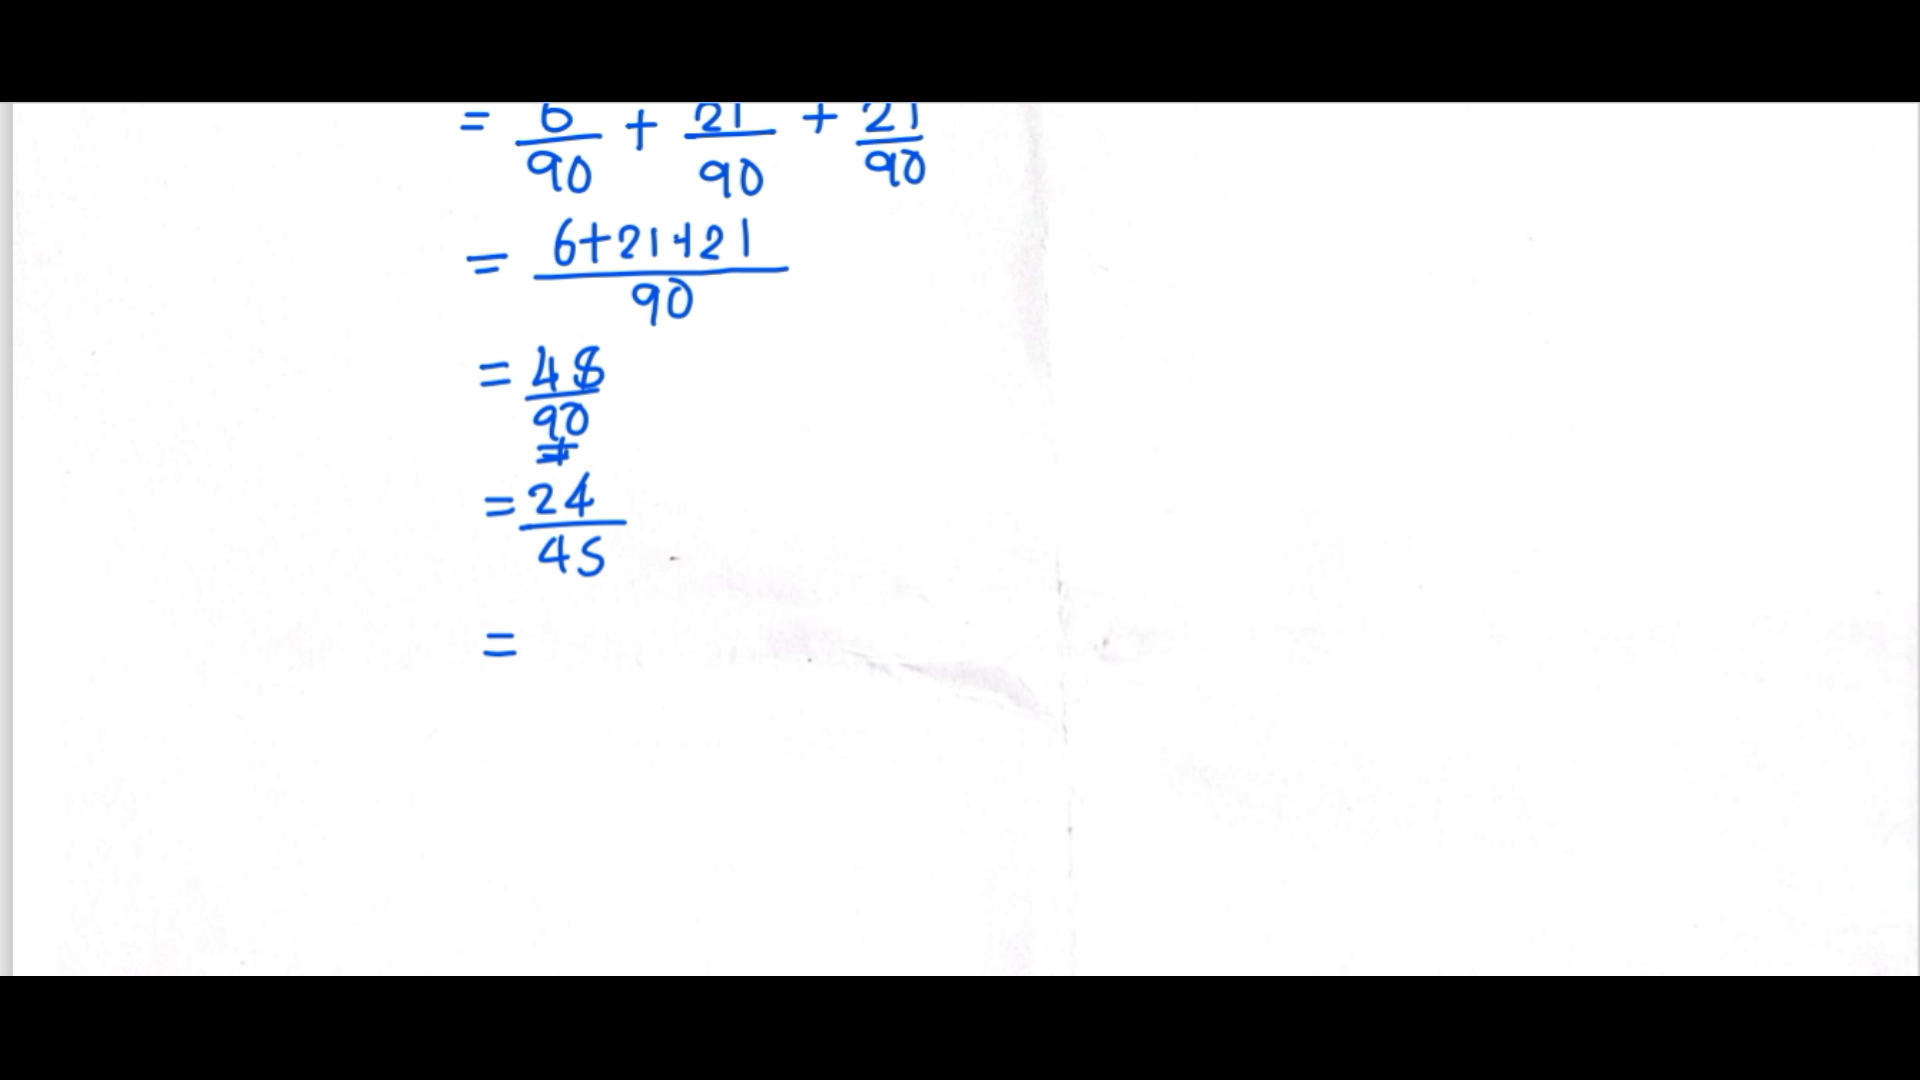 = 6/90 + 21/90 + 21/90
= 6+21+21/90
= 48/90
= 24/45
=